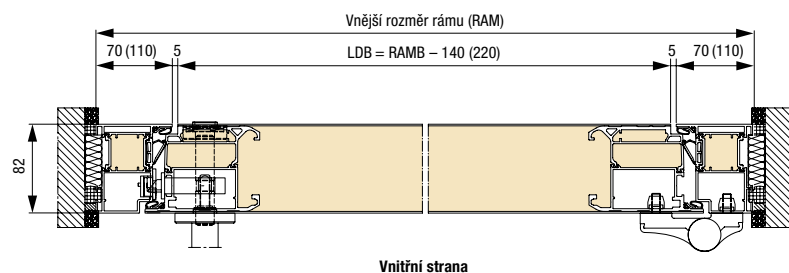 Vnější rozměr rámu (RAM)
70 (110) 5 LDB = RAMB – 140 (220) 5 70 (110)
82
Vnitřní strana